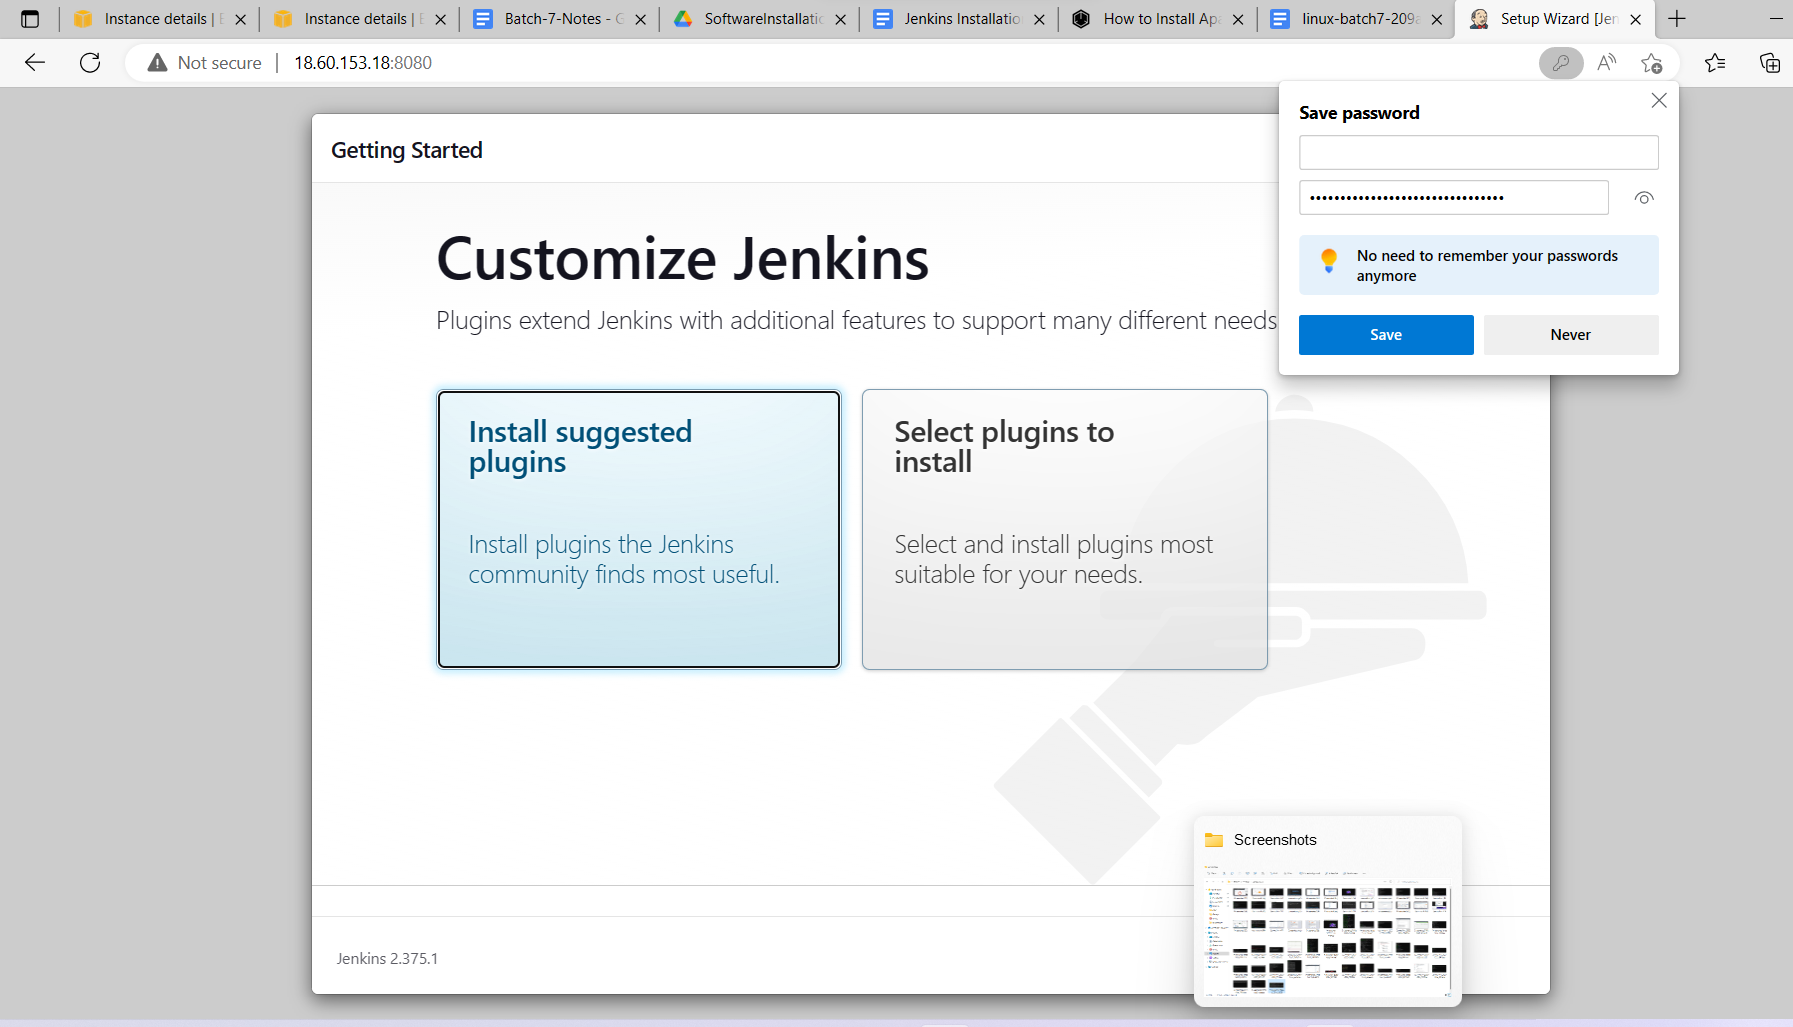 Instance details | E
Instance details | E
Batch-7-Notes - G
SoftwareInstallatio
Jenkins Installatio
How to Install Apa
linux-batch7-209a
Setup Wizard [Jen
Not secure
18.60.153.18:8080
Save password
No need to remember your passwords
anymore
Save
Never
Getting Started
Customize Jenkins
Plugins extend Jenkins with additional features to support many different needs
Install suggested
plugins
Install plugins the Jenkins
community finds most useful.
Select plugins to
install
Select and install plugins most
suitable for your needs.
Screenshots
Jenkins 2.375.1